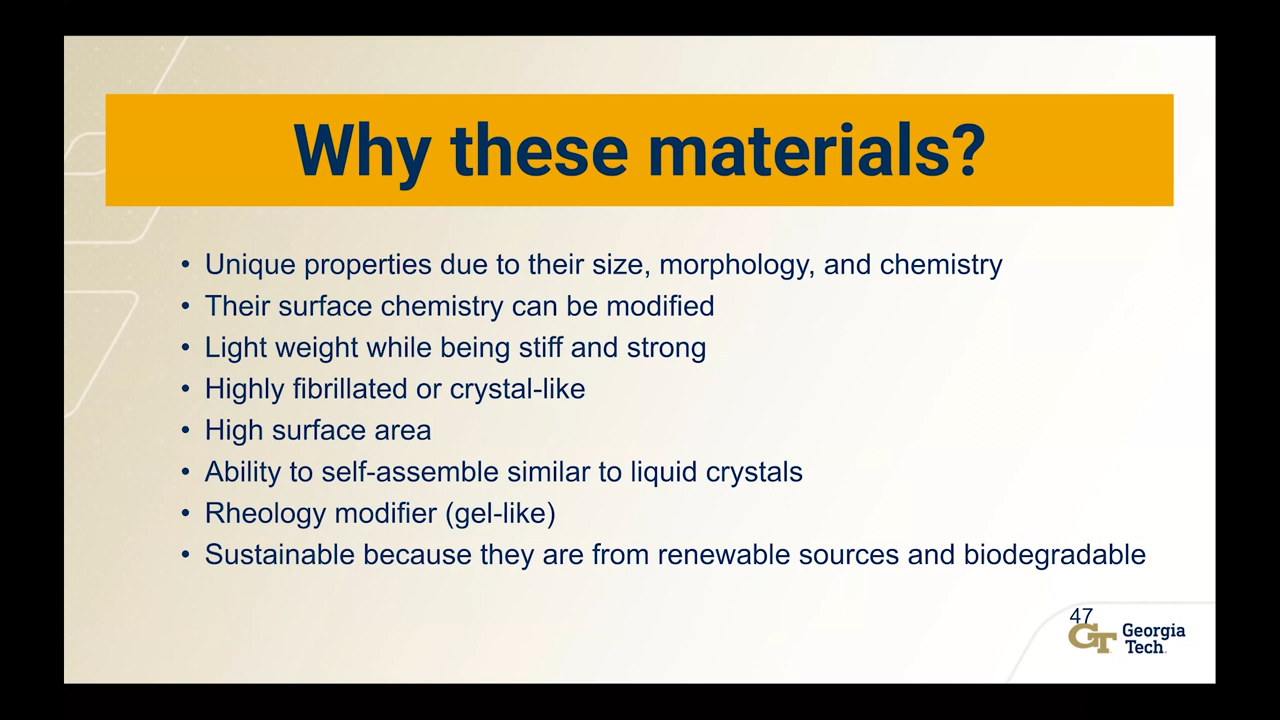 Why these materials?
• Unique properties due to their size, morphology, and chemistry
• Their surface chemistry can be modified
• Light weight while being stiff and strong
• Highly fibrillated or crystal-like
• High surface area
• Ability to self-assemble similar to liquid crystals
• Rheology modifier (gel-like)
• Sustainable because they are from renewable sources and biodegradable
47
GT Georgia
Tech